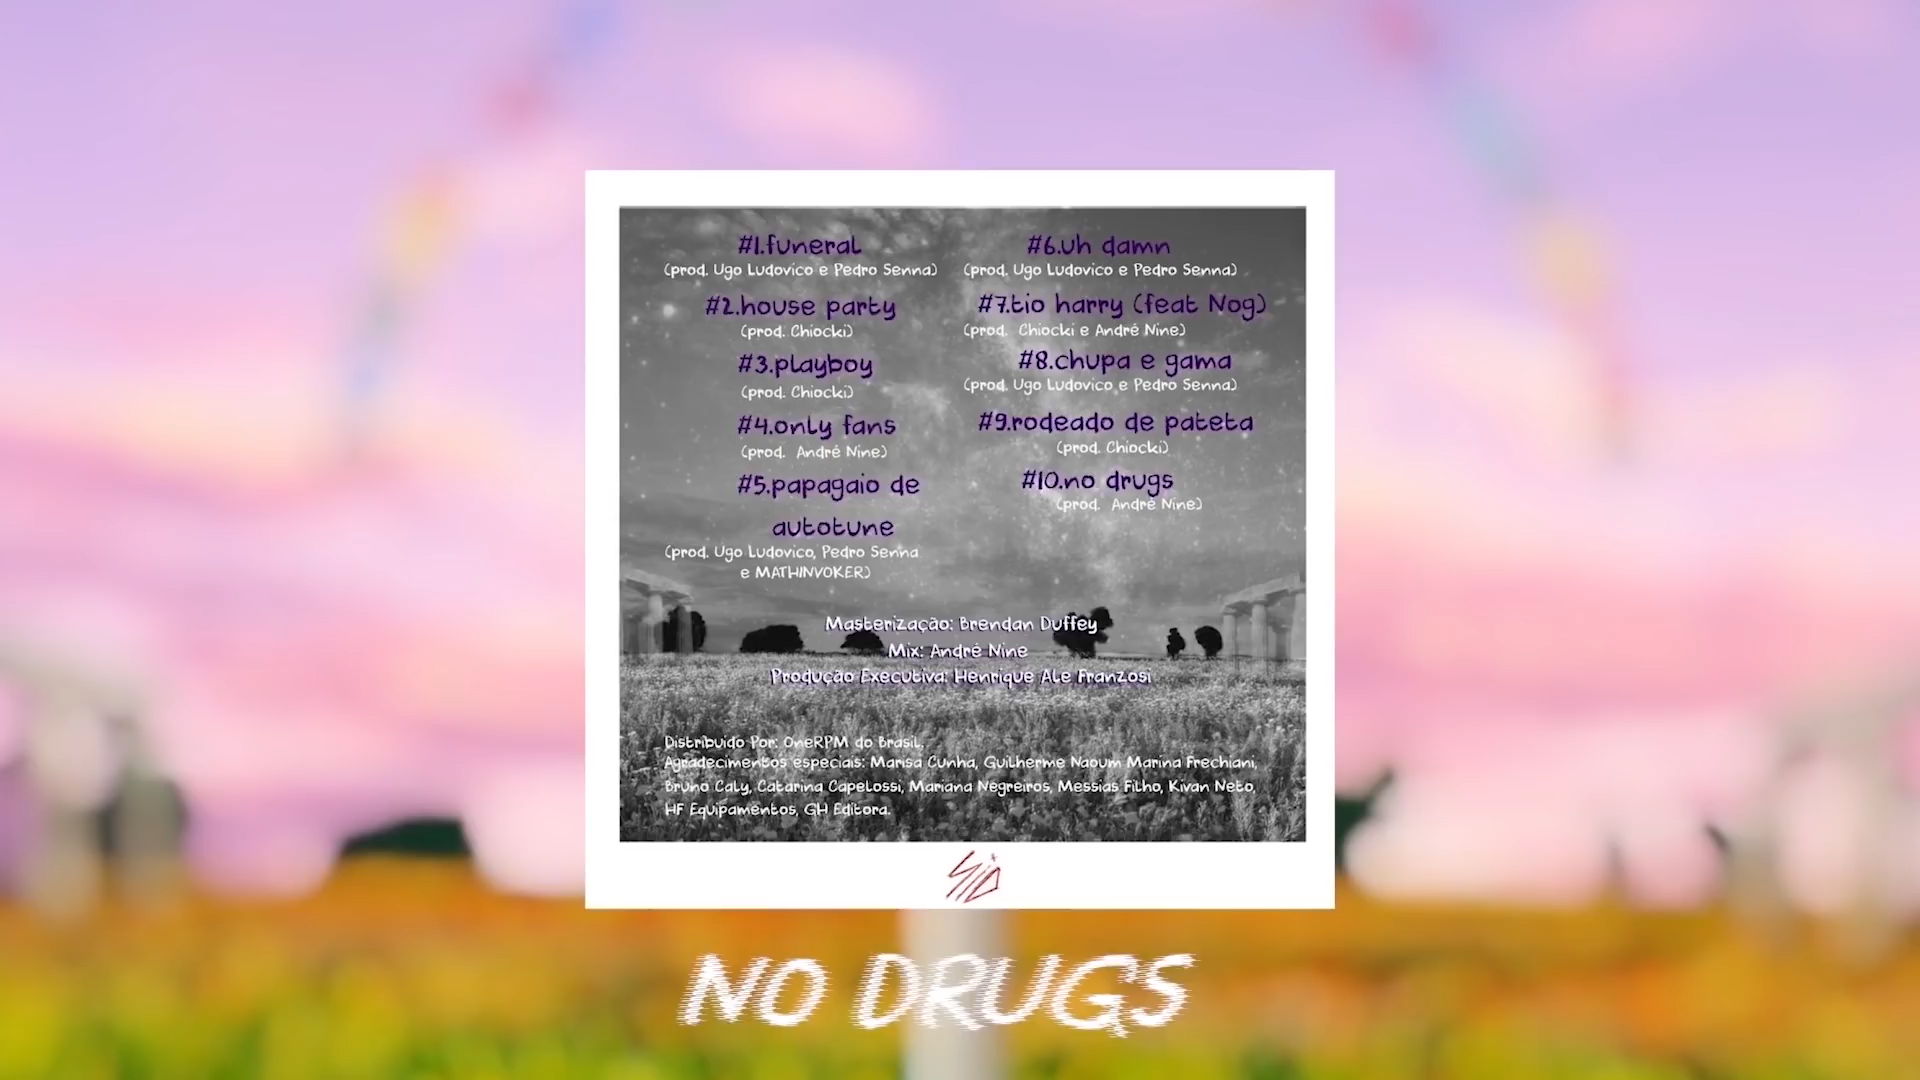 #1.funeral
(prod. Ugo Ludovico e Pedro Senna)
#2.house party
(prod. Chiocki)
#3.playboy
(prod. Chiocki)
#4.only fans
(prod. André Nine)
#5.papagaio de
autotune
(prod. Ugo Ludovico, Pedro Senna
e MATHINVOKER)
#6.uh damn
(prod. Ugo Ludovico e Pedro Senna)
#7.tio harry (feat Nog)
(prod. Chiocki e André Nine)
#8.chupa e gama
(prod. Ugo Ludovico e Pedro Senna)
#9.rodeado de pateta
(prod. Chiocki)
#10.no drugs
(prod. André Nine)
Masterização: Brendan Duffey
Mix: André Nine
Produção Executiva: Henrique Ale Franzosi
Distribuido Por: OneRPM do Brasil.
Agradecimentos especiais: Marisa Cunha, Guilherme Naoum Marina Frechiani,
Bruno Caly, Catarina Capelossi, Mariana Negreiros, Messias Filho, Kivan Neto,
HF Equipamentos, GH Editora.
SiD
NO DRUGS